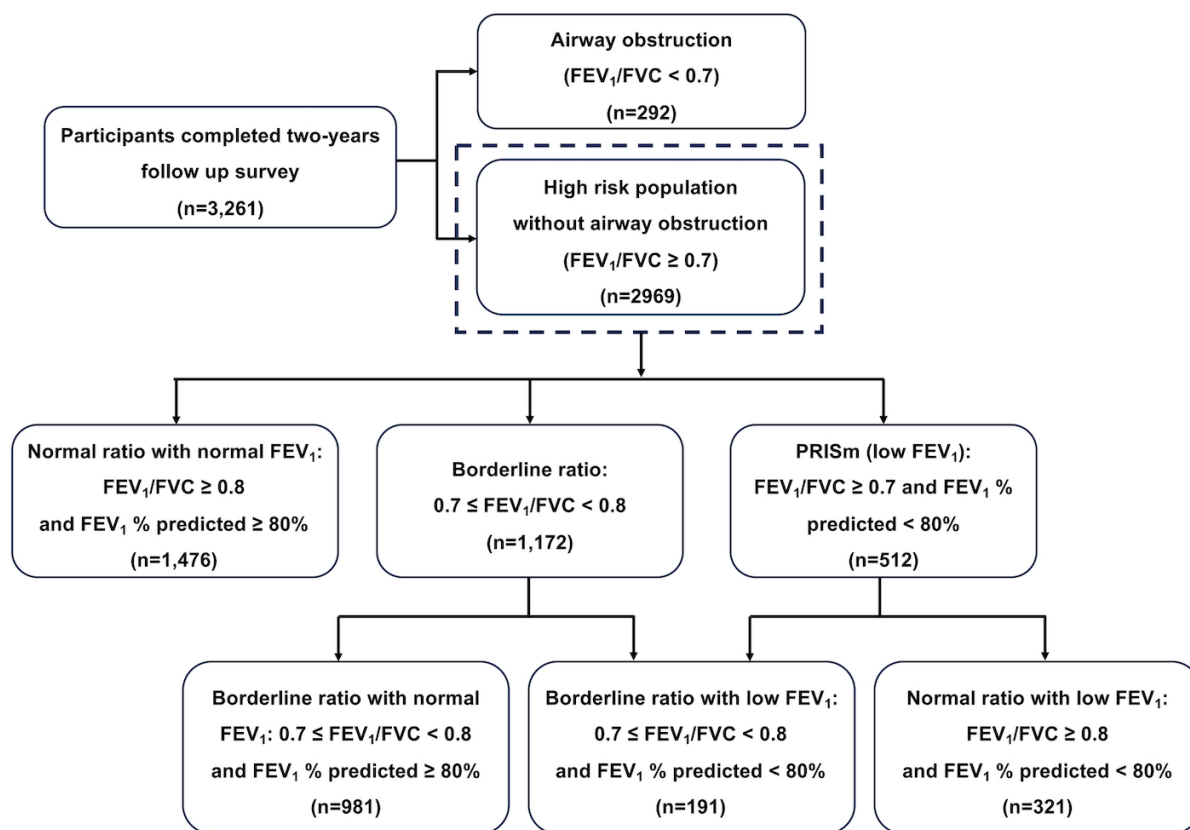 Airway obstruction
(FEV₁/FVC < 0.7)
(n=292)
Participants completed two-years
follow up survey
(n=3,261)
High risk population
without airway obstruction
(FEV₁/FVC ≥ 0.7)
(n=2969)
Normal ratio with normal FEV₁:
FEV₁/FVC ≥ 0.8
and FEV₁ % predicted ≥ 80%
(n=1,476)
Borderline ratio:
0.7 ≤ FEV₁/FVC < 0.8
(n=1,172)
PRISm (low FEV₁):
FEV₁/FVC ≥ 0.7 and FEV₁ %
predicted < 80%
(n=512)
Borderline ratio with normal
FEV₁: 0.7 ≤ FEV₁/FVC < 0.8
and FEV₁ % predicted ≥ 80%
(n=981)
Borderline ratio with low FEV₁:
0.7 ≤ FEV₁/FVC < 0.8
and FEV₁ % predicted < 80%
(n=191)
Normal ratio with low FEV₁:
FEV₁/FVC ≥ 0.8
and FEV₁ % predicted < 80%
(n=321)